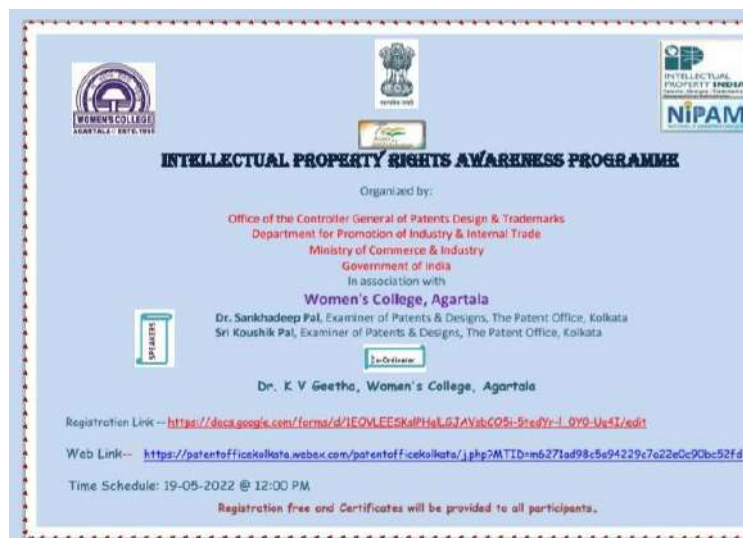 WOMEN'S COLLEGE
AGARTALA
INTELLECTUAL
PROPERTY INDIA
NIPAM
INTELLECTUAL PROPERTY RIGHTS AWARENESS PROGRAMME
Organized by:
Office of the Controller General of Patents Design & Trademarks
Department for Promotion of Industry & Internal Trade
Ministry of Commerce & Industry
Government of India
In association with
Women's College, Agartala
SPEAKERS
Dr. Sankhadeep Pal, Examiner of Patents & Designs, The Patent Office, Kolkata
Sri Koushik Pal, Examiner of Patents & Designs, The Patent Office, Kolkata
Co-Ordinator
Dr. K V Geetha, Women's College, Agartala
Registration Link --
Web Link--
Time Schedule: 19-05-2022 @ 12:00 PM
Registration free and Certificates will be provided to all participants.